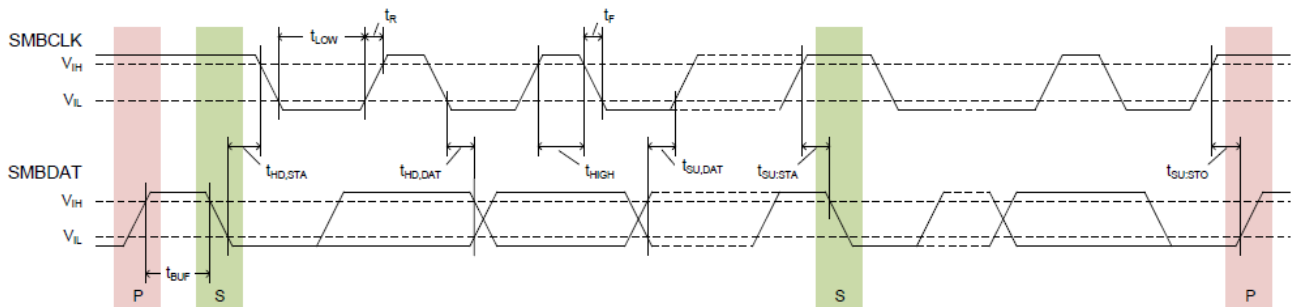 tR
tF
SMBCLK
tLOW
VIH
VIL
tHD,STA
tHD,DAT
tHIGH
tSU,DAT
tSU:STA
tSU:STO
SMBDAT
VIH
VIL
tBUF
P
S
S
P